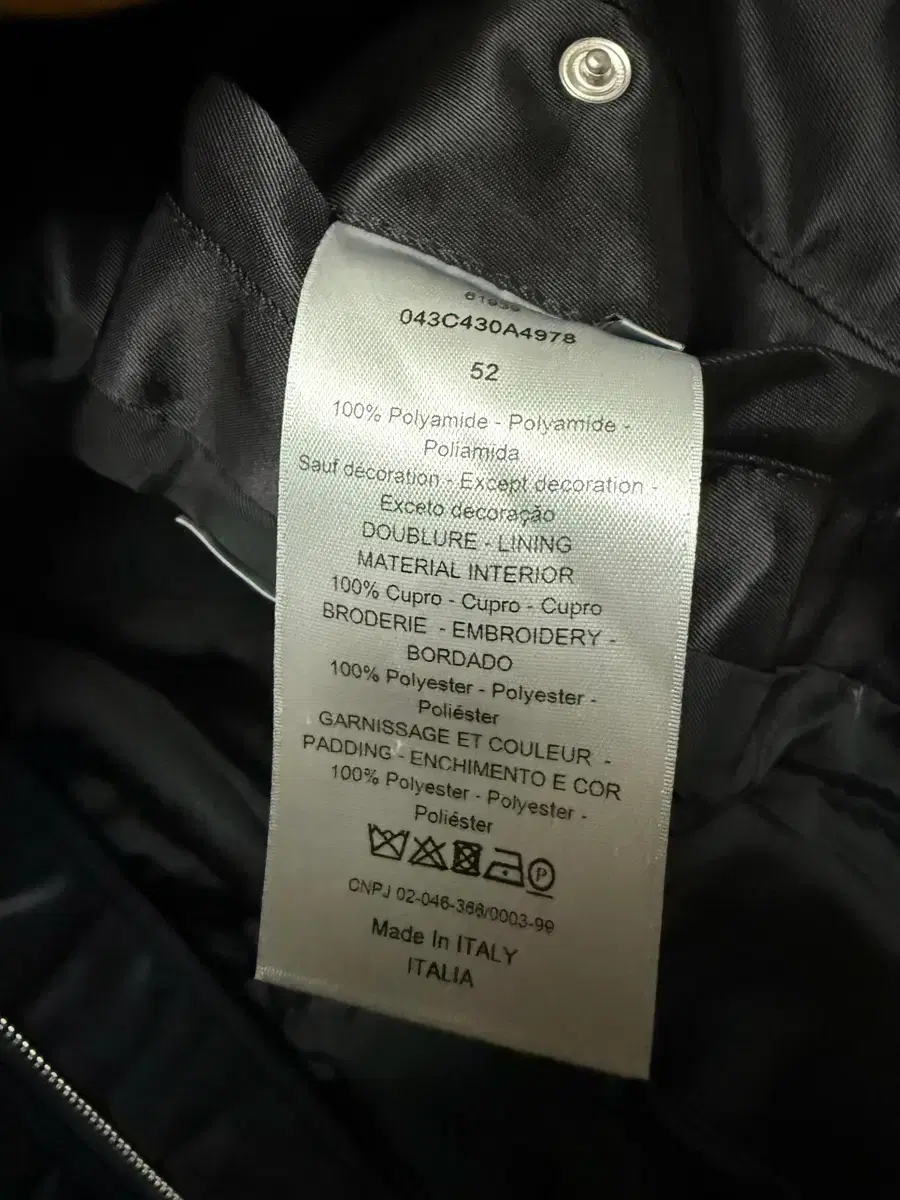 043C430A4978
52
100% Polyamide - Polyamide -
Poliamida
Sauf décoration - Except decoration -
Exceto decoração
DOUBLURE - LINING
MATERIAL INTERIOR
100% Cupro - Cupro - Cupro
BRODERIE - EMBROIDERY -
BORDADO
100% Polyester - Polyester -
Poliéster
GARNISSAGE ET COULEUR -
PADDING - ENCHIMENTO E COR
100% Polyester - Polyester -
Poliéster
P
CNPJ 02-046-366/0003-99
Made In ITALY
ITALIA